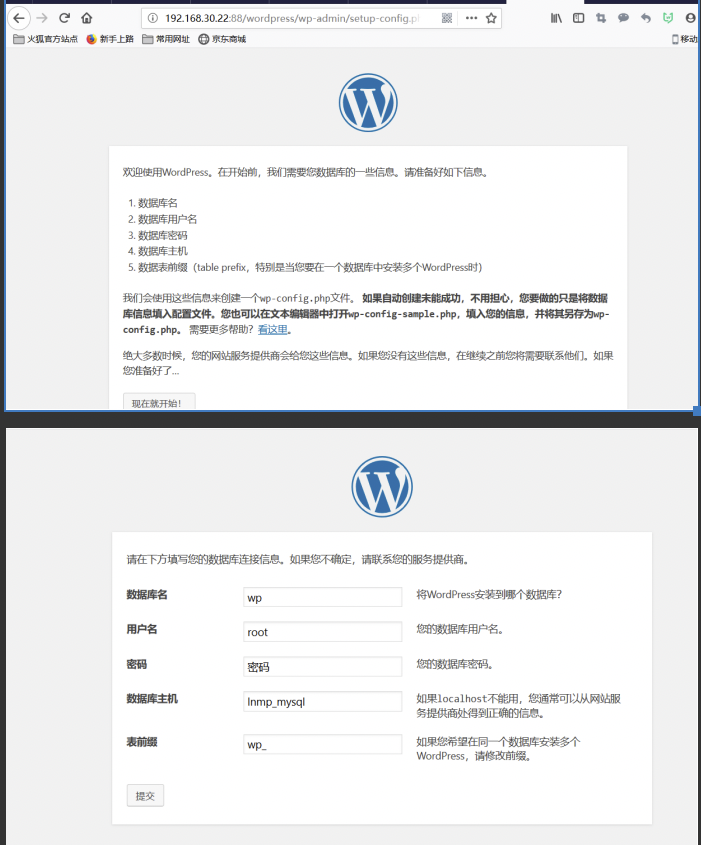 192.168.30.22:88/wordpress/wp-admin/setup-config.p
火狐官方站点 新手上路 常用网址 京东商城 移动
欢迎使用WordPress。在开始前，我们需要您数据库的一些信息。请准备好如下信息。
1. 数据库名
2. 数据库用户名
3. 数据库密码
4. 数据库主机
5. 数据表前缀（table prefix，特别是当您要在一个数据库中安装多个WordPress时）
我们会使用这些信息来创建一个wp-config.php文件。 如果自动创建未能成功，不用担心，您要做的只是将数据
库信息填入配置文件。您也可以在文本编辑器中打开wp-config-sample.php，填入您的信息，并将其另存为wp-
config.php。 需要更多帮助？看这里。
绝大多数时候，您的网站服务提供商会给您这些信息。如果您没有这些信息，在继续之前您将需要联系他们。如果
您准备好了…
现在就开始！
请在下方填写您的数据库连接信息。如果您不确定，请联系您的服务提供商。
数据库名 wp 将WordPress安装到哪个数据库？
用户名 root 您的数据库用户名。
密码 密码 您的数据库密码。
数据库主机 lnmp_mysql 如果localhost不能用，您通常可以从网站服
务提供商处得到正确的信息。
表前缀 wp_ 如果您希望在同一个数据库安装多个
WordPress，请修改前缀。
提交